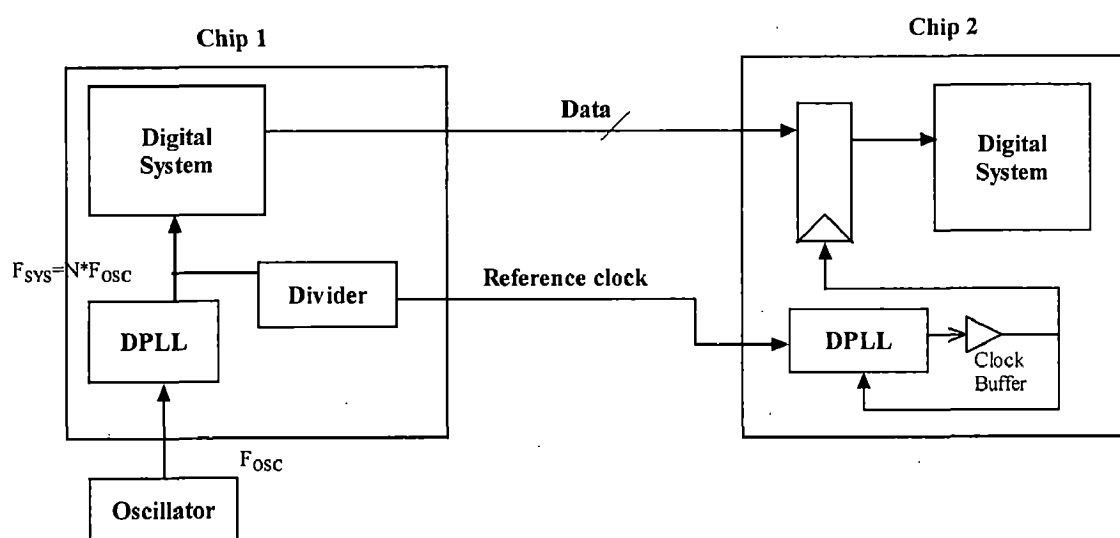 Chip 1
Chip 2
Digital
System
Data
Digital
System
FSYS=N*FOSC
Divider
Reference clock
DPLL
DPLL
Clock
Buffer
FOSC
Oscillator